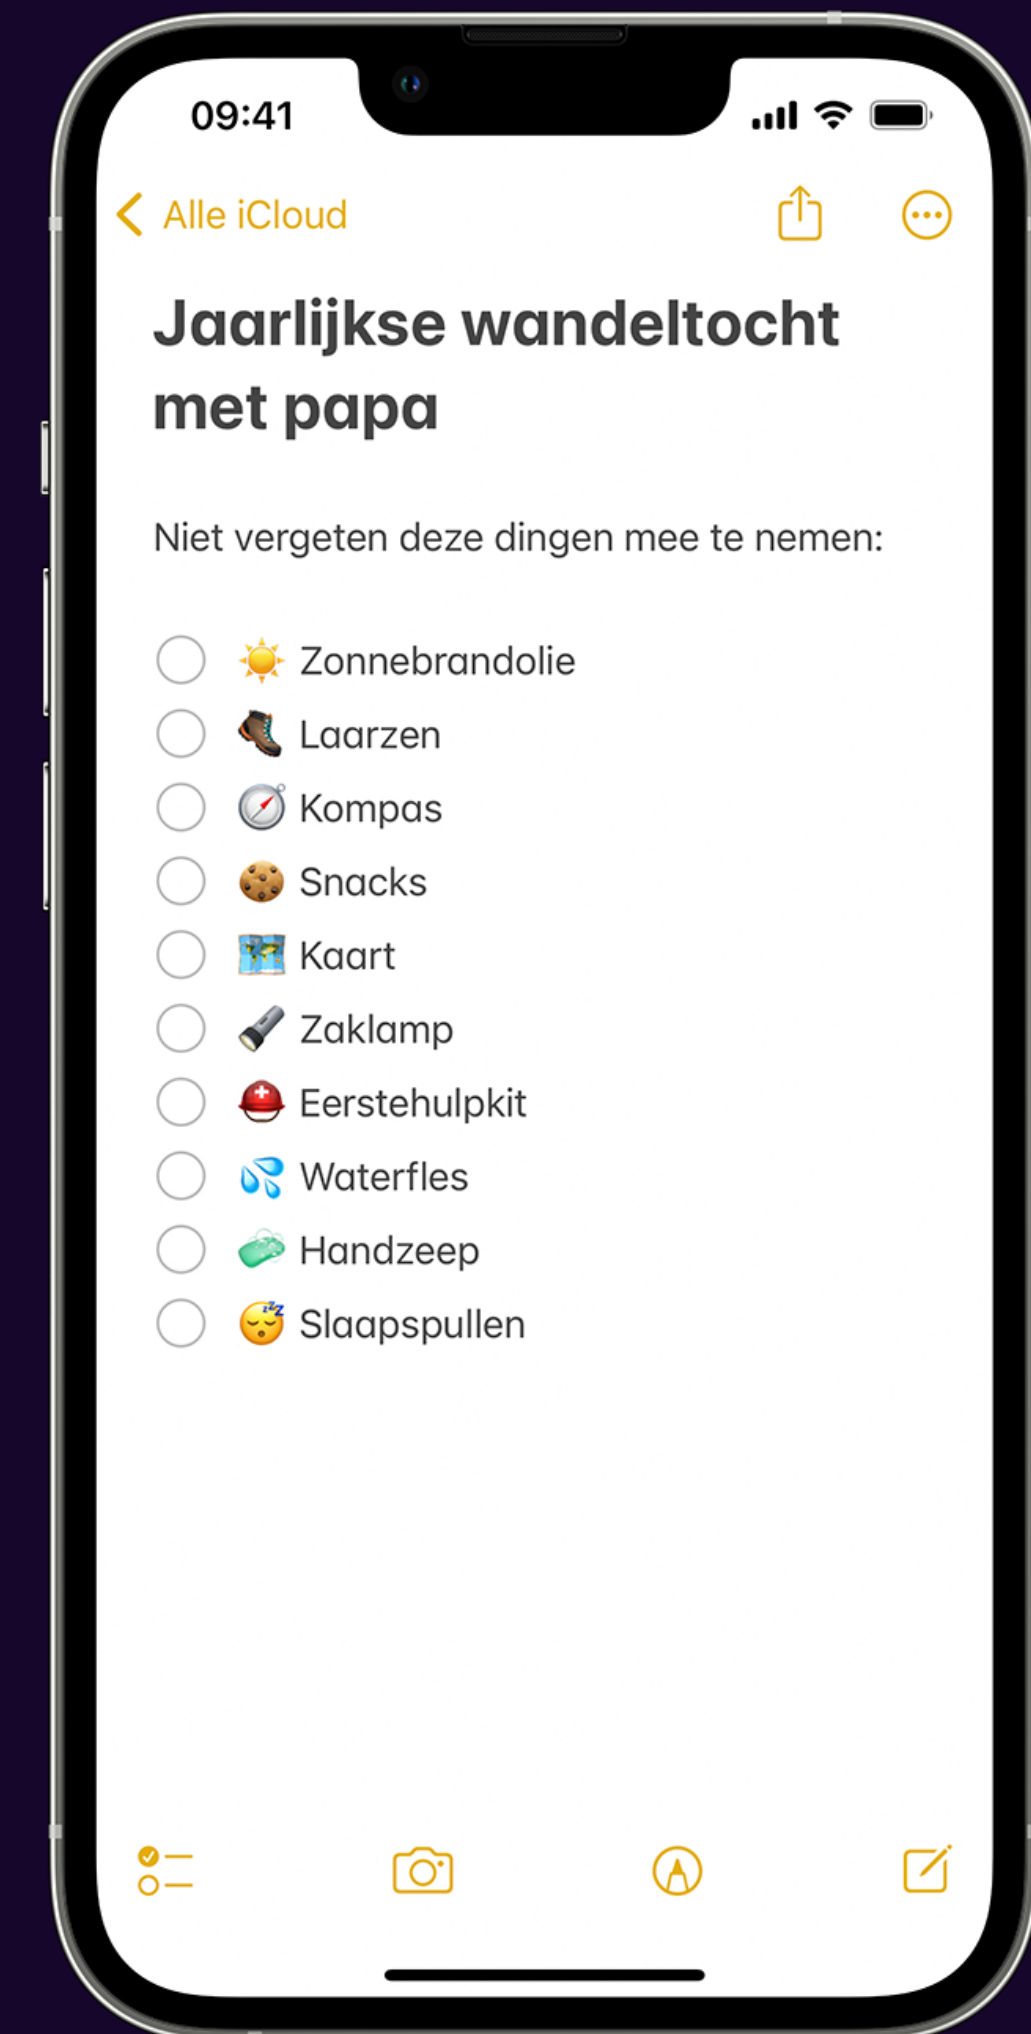 09:41
Alle iCloud
Jaarlijkse wandeltocht
met papa
Niet vergeten deze dingen mee te nemen:
☀️ Zonnebrandolie
🥾 Laarzen
🧭 Kompas
🍪 Snacks
🗺️ Kaart
🔦 Zaklamp
⛑️ Eerstehulpkit
💦 Waterfles
🧼 Handzeep
😴 Slaapspullen